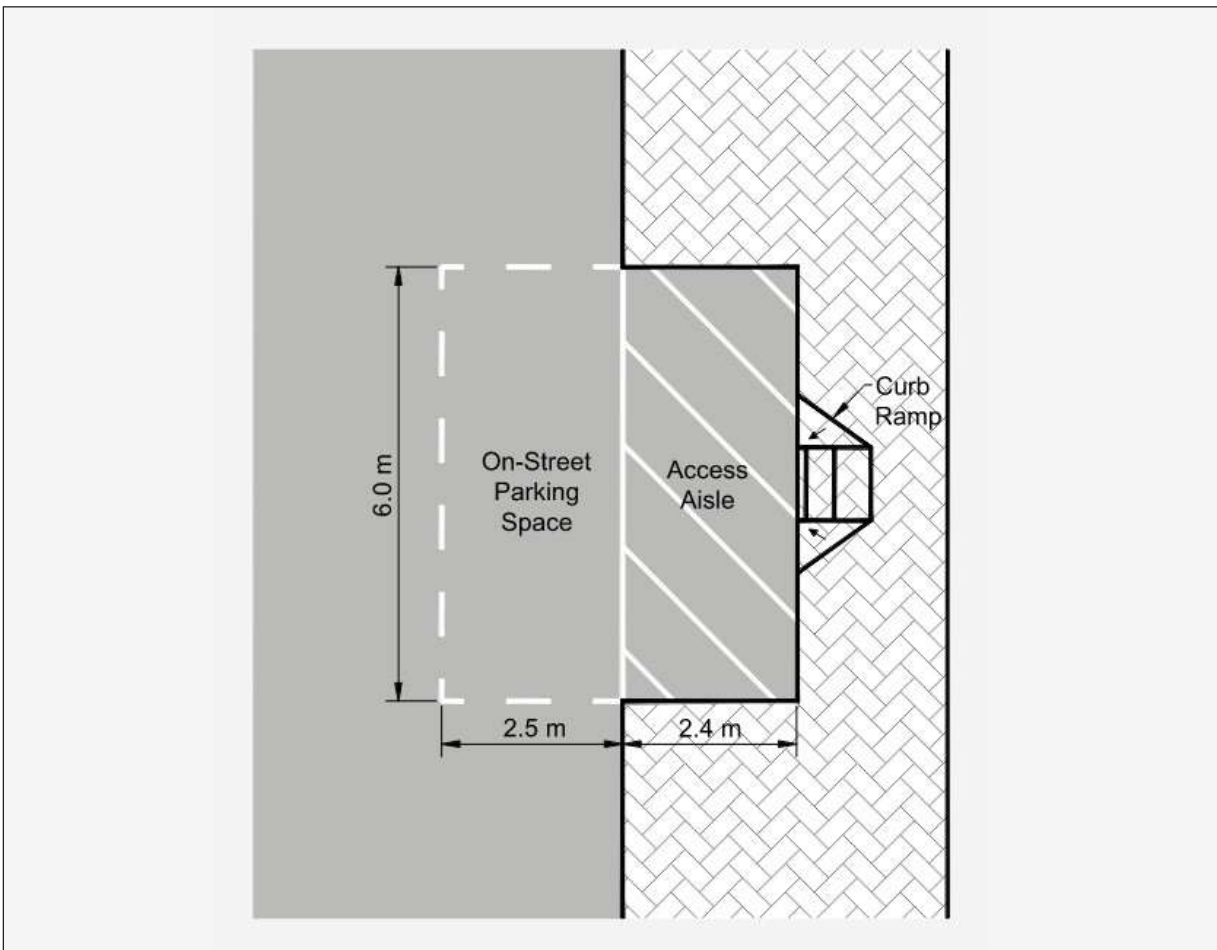 Curb
Ramp
On-Street
Parking
Space
Access
Aisle
6.0 m
2.5 m
2.4 m